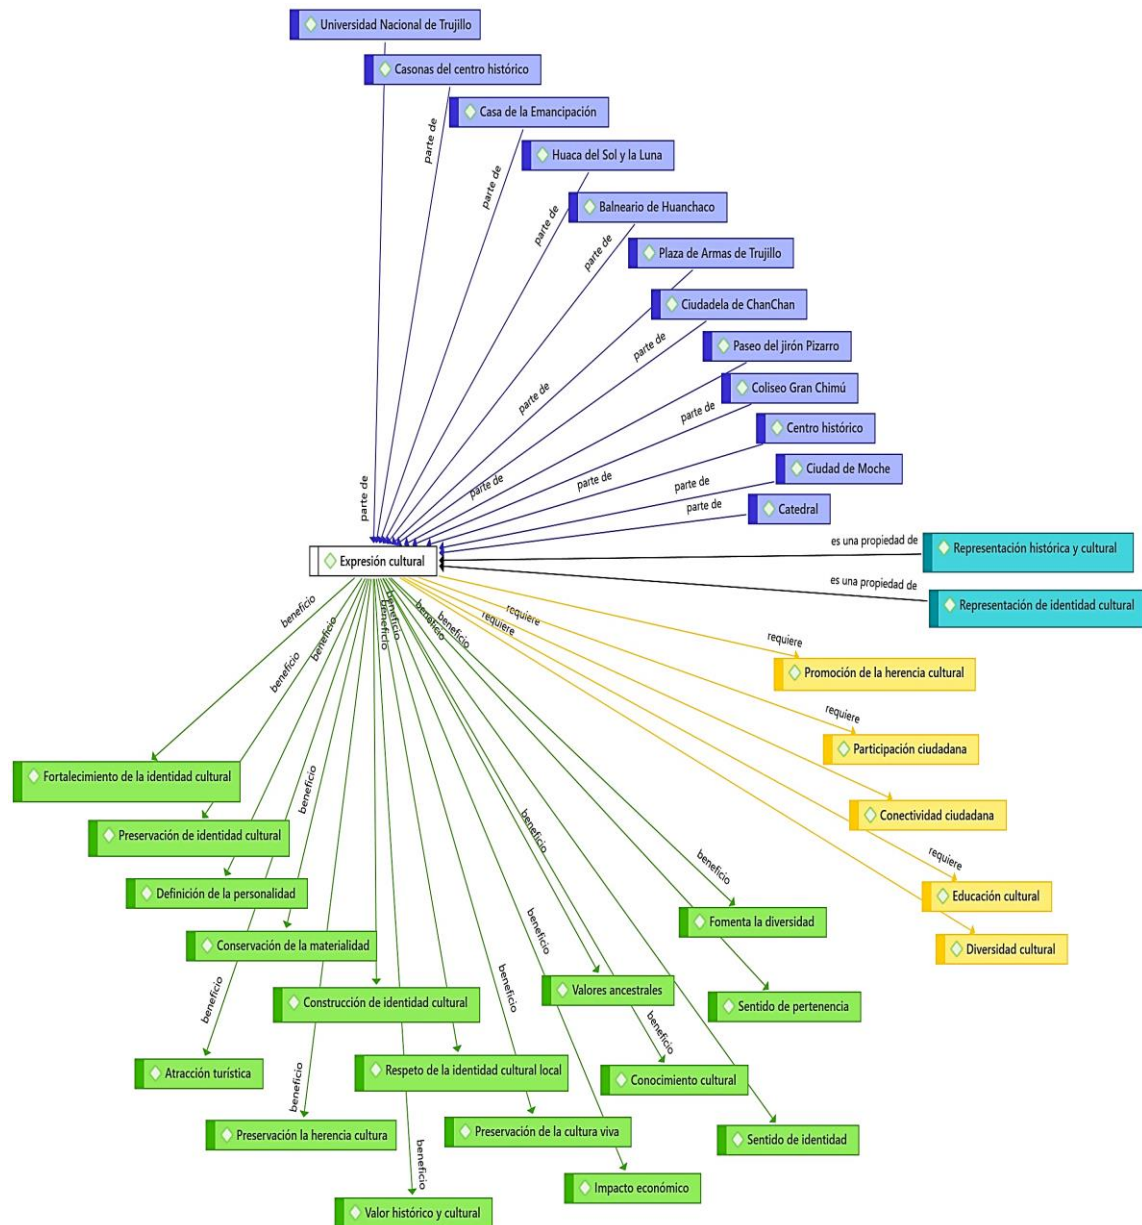 Universidad Nacional de Trujillo
Casonas del centro histórico
Casa de la Emancipación
parte de
parte de
Huaca del Sol y la Luna
parte de
parte de
Balneario de Huanchaco
parte de
Plaza de Armas de Trujillo
Ciudadela de ChanChan
parte de
Paseo del jirón Pizarro
parte de
Coliseo Gran Chimú
parte de
Centro histórico
parte de
parte de
Ciudad de Moche
parte de
parte de
Catedral
parte de
es una propiedad de
Representación histórica y cultural
Expresión cultural
es una propiedad de
Representación de identidad cultural
beneficio
beneficio
beneficio
beneficio
beneficio
beneficio
beneficio
requiere
requiere
beneficio
requiere
Promoción de la herencia cultural
requiere
Participación ciudadana
Fortalecimiento de la identidad cultural
beneficio
Conectividad ciudadana
Preservación de identidad cultural
beneficio
beneficio
requiere
Definición de la personalidad
Educación cultural
Fomenta la diversidad
Conservación de la materialidad
beneficio
Diversidad cultural
beneficio
Valores ancestrales
Construcción de identidad cultural
Sentido de pertenencia
beneficio
beneficio
Atracción turística
Respeto de la identidad cultural local
Conocimiento cultural
beneficio
Preservación la herencia cultura
Preservación de la cultura viva
Sentido de identidad
beneficio
Impacto económico
Valor histórico y cultural